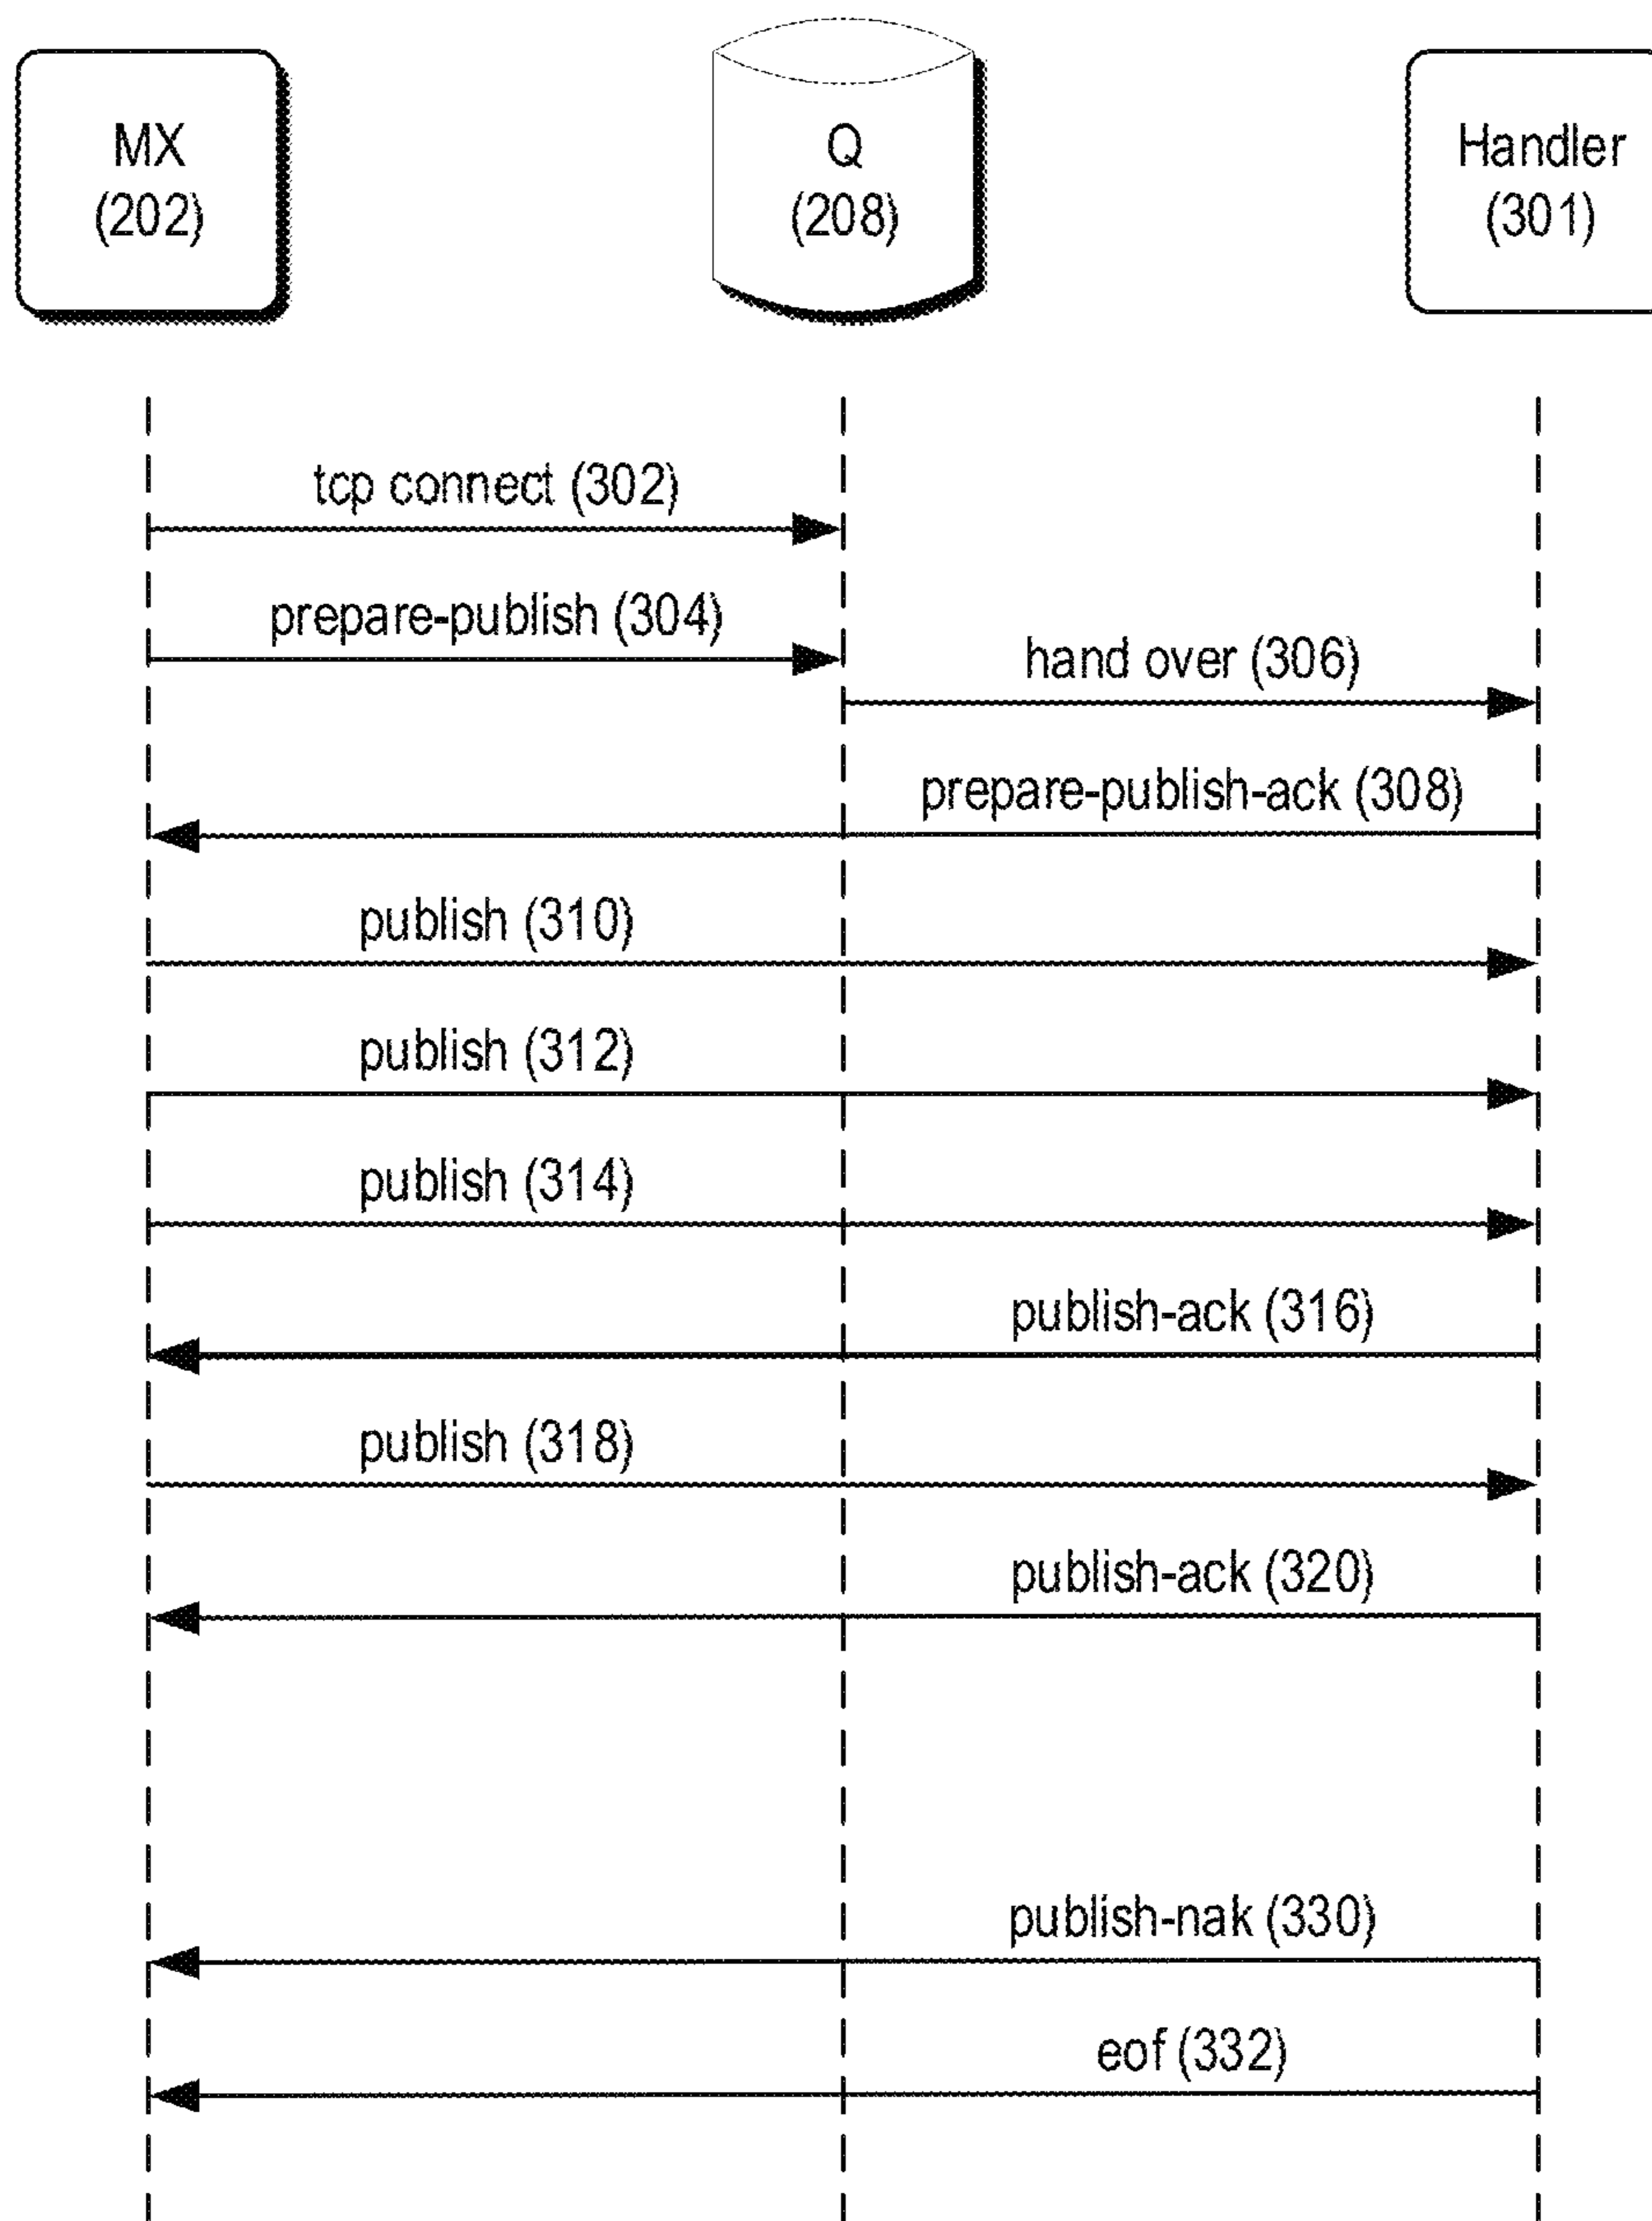 MX
(202)
Q
(208)
Handler
(301)
tcp connect (302)
prepare-publish (304)
hand over (306)
prepare-publish-ack (308)
publish (310)
publish (312)
publish (314)
publish-ack (316)
publish (318)
publish-ack (320)
publish-nak (330)
eof (332)